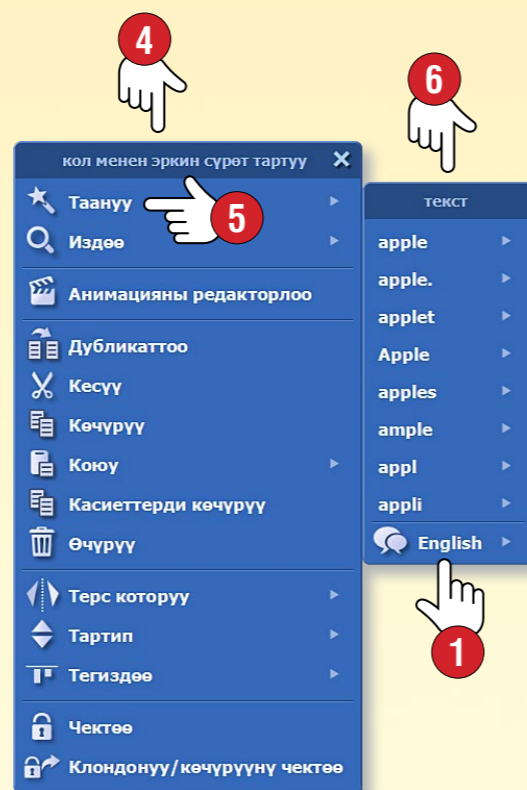 4
6
кол менен эркин сүрөт тартуу
Таануу
5
Издөө
Анимацияны редакторлоо
Дубликаттоо
Кесүү
Көчүрүү
Коюу
Касиеттерди көчүрүү
Өчүрүү
Терс которуу
Тартип
Тегиздөө
Чектөө
Клондонуу/көчүрүүнү чектөө
текст
apple
apple.
applet
Apple
apples
ample
appl
appli
English
1